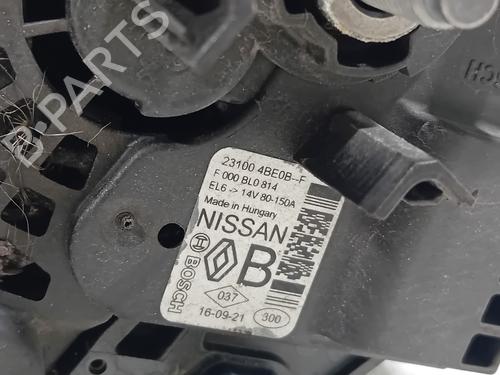 23100 4BE0B--F
F 000 BL0 814
EL6 -> 14V 80-150A
Made in Hungary
NISSAN
BOSCH
B
037
16-09-21
300
BOSCH
B-PARTS